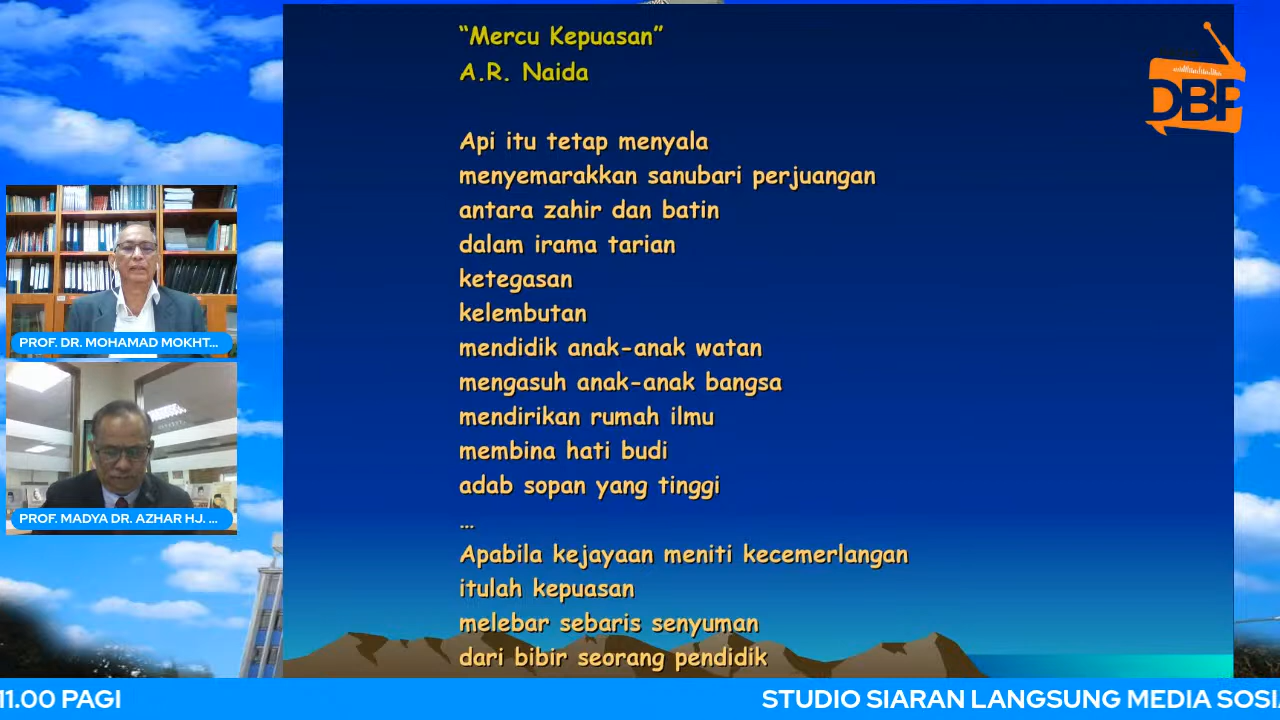 “Mercu Kepuasan”
A.R. Naida
Api itu tetap menyala
menyemarakkan sanubari perjuangan
antara zahir dan batin
dalam irama tarian
ketegasan
kelembutan
mendidik anak-anak watan
mengasuh anak-anak bangsa
mendirikan rumah ilmu
membina hati budi
adab sopan yang tinggi
...
Apabila kejayaan meniti kecemerlangan
itulah kepuasan
melebar sebaris senyuman
dari bibir seorang pendidik
DBP
PROF. DR. MOHAMAD MOKHT...
PROF. MADYA DR. AZHAR HJ. ...
11.00 PAGI
STUDIO SIARAN LANGSUNG MEDIA SOSIA